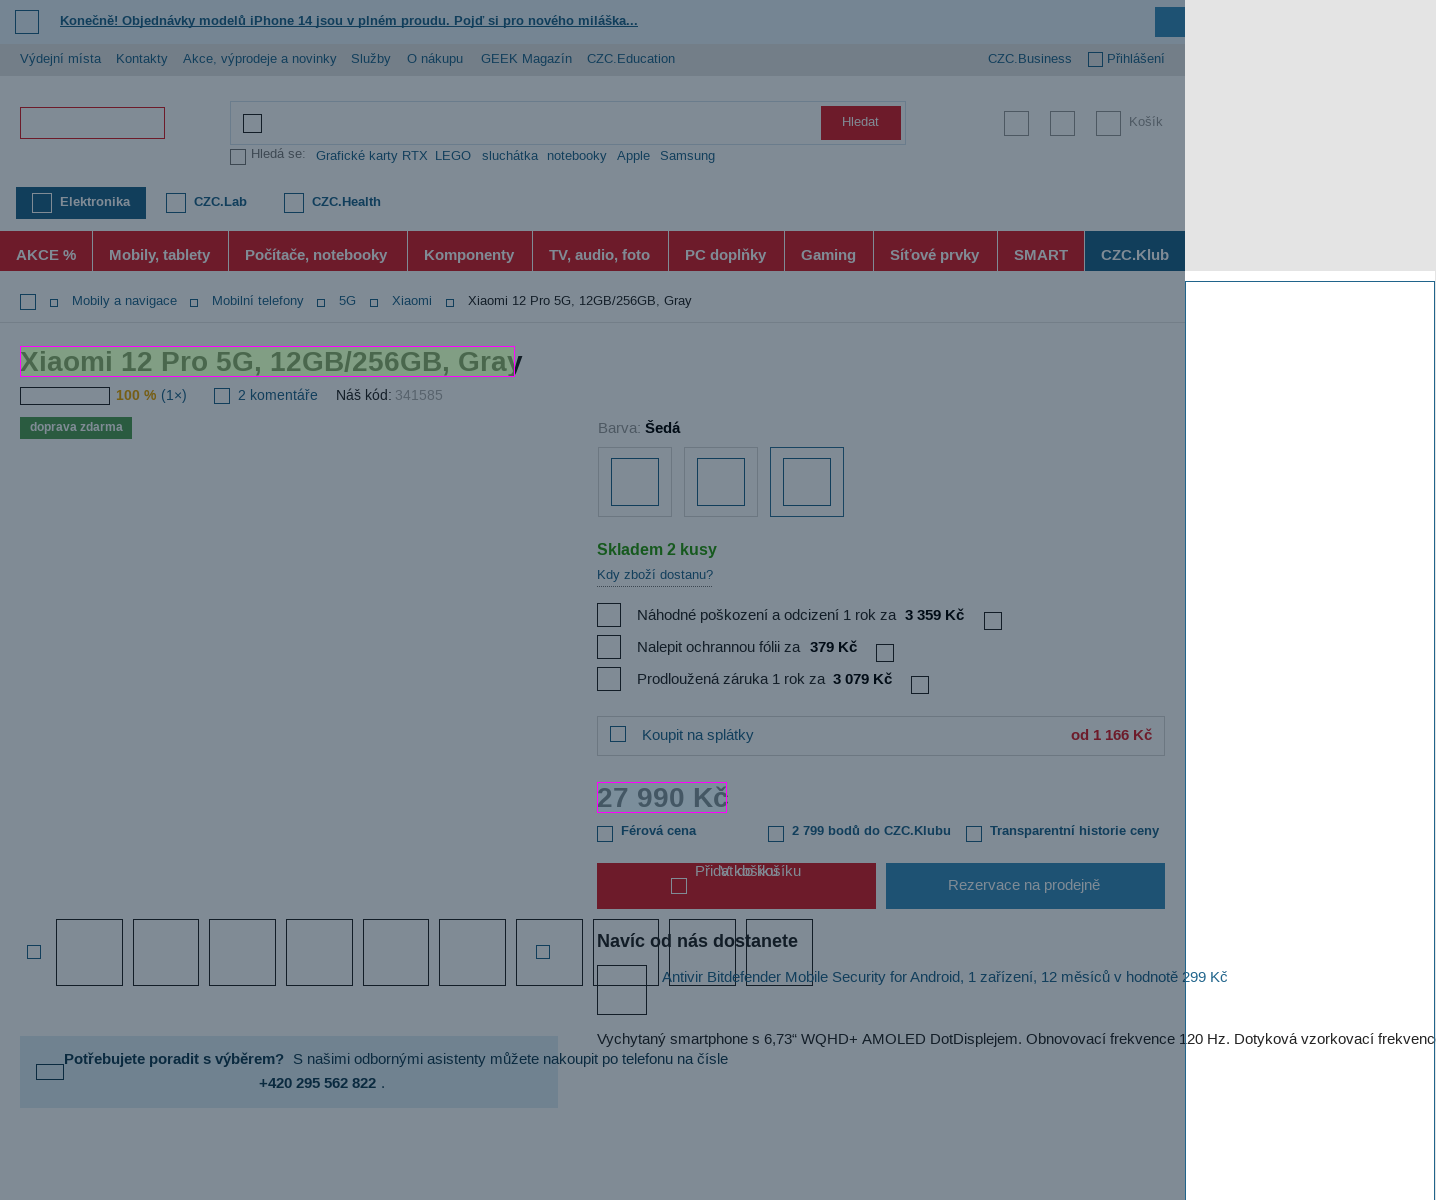 Konečně! Objednávky modelů iPhone 14 jsou v plném proudu. Pojď si pro nového miláška...
Výdejní místa Kontakty Akce, výprodeje a novinky Služby O nákupu GEEK Magazín CZC.Education CZC.Business Přihlášení
Hledat
Košík
Hledá se: Grafické karty RTX LEGO sluchátka notebooky Apple Samsung
Elektronika CZC.Lab CZC.Health
AKCE % Mobily, tablety Počítače, notebooky Komponenty TV, audio, foto PC doplňky Gaming Síťové prvky SMART CZC.Klub
Mobily a navigace Mobilní telefony 5G Xiaomi Xiaomi 12 Pro 5G, 12GB/256GB, Gray
Xiaomi 12 Pro 5G, 12GB/256GB, Gray
100 % (1×) 2 komentáře Náš kód: 341585
doprava zdarma
Barva: Šedá
Skladem 2 kusy
Kdy zboží dostanu?
Náhodné poškození a odcizení 1 rok za 3 359 Kč
Nalepit ochrannou fólii za 379 Kč
Prodloužená záruka 1 rok za 3 079 Kč
Koupit na splátky od 1 166 Kč
27 990 Kč
Férová cena 2 799 bodů do CZC.Klubu Transparentní historie ceny
Přidat do košíku
V košíku
Rezervace na prodejně
Navíc od nás dostanete
Antivir Bitdefender Mobile Security for Android, 1 zařízení, 12 měsíců v hodnotě 299 Kč
Vychytaný smartphone s 6,73“ WQHD+ AMOLED DotDisplejem. Obnovovací frekvence 120 Hz. Dotyková vzorkovací frekvenc
Potřebujete poradit s výběrem? S našimi odbornými asistenty můžete nakoupit po telefonu na čísle
+420 295 562 822 .